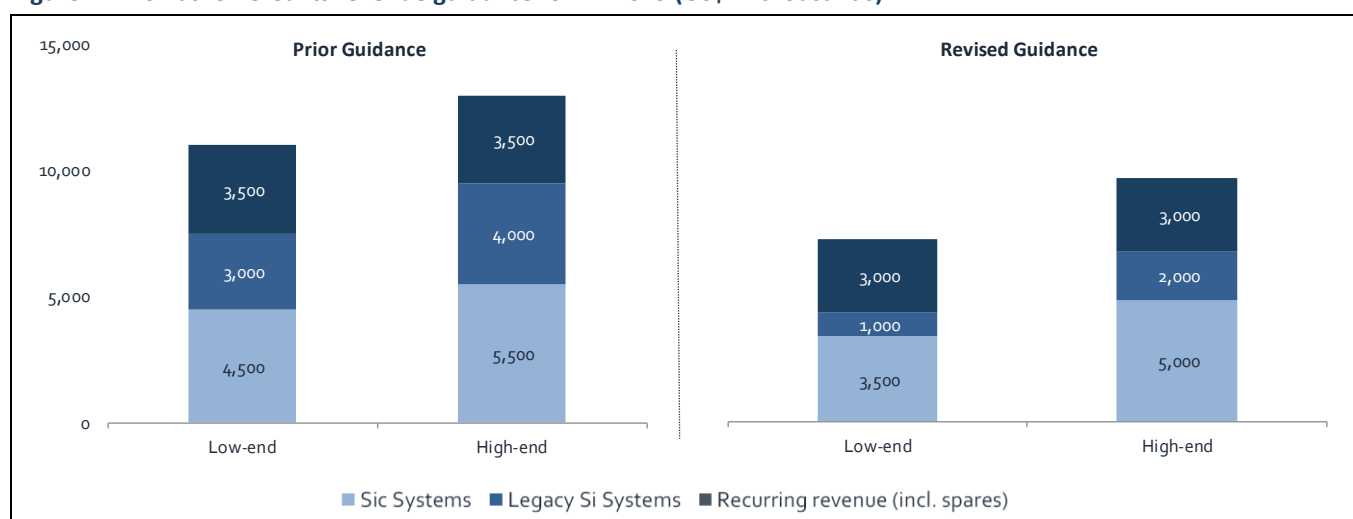 Prior Guidance
Revised Guidance
15,000
10,000
5,000
0
3,500
3,000
4,500
3,500
4,000
5,500
3,000
1,000
3,500
3,000
2,000
5,000
Low-end
High-end
Low-end
High-end
Sic Systems
Legacy Si Systems
Recurring revenue (incl. spares)